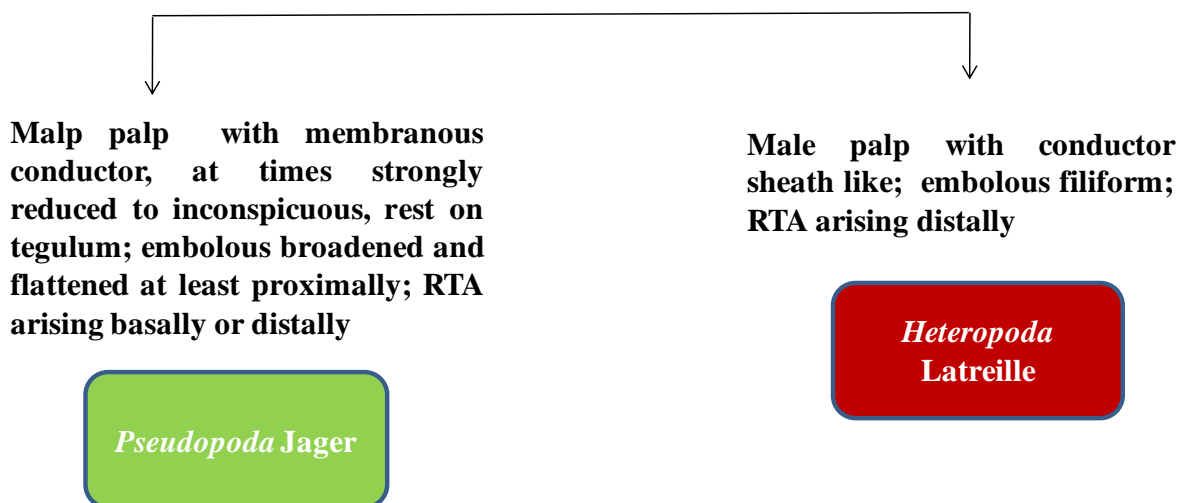 Malp palp with membranous
conductor, at times strongly
reduced to inconspicuous, rest on
tegulum; embolous broadened and
flattened at least proximally; RTA
arising basally or distally
Pseudopoda Jager
Male palp with conductor
sheath like; embolous filiform;
RTA arising distally
Heteropoda
Latreille